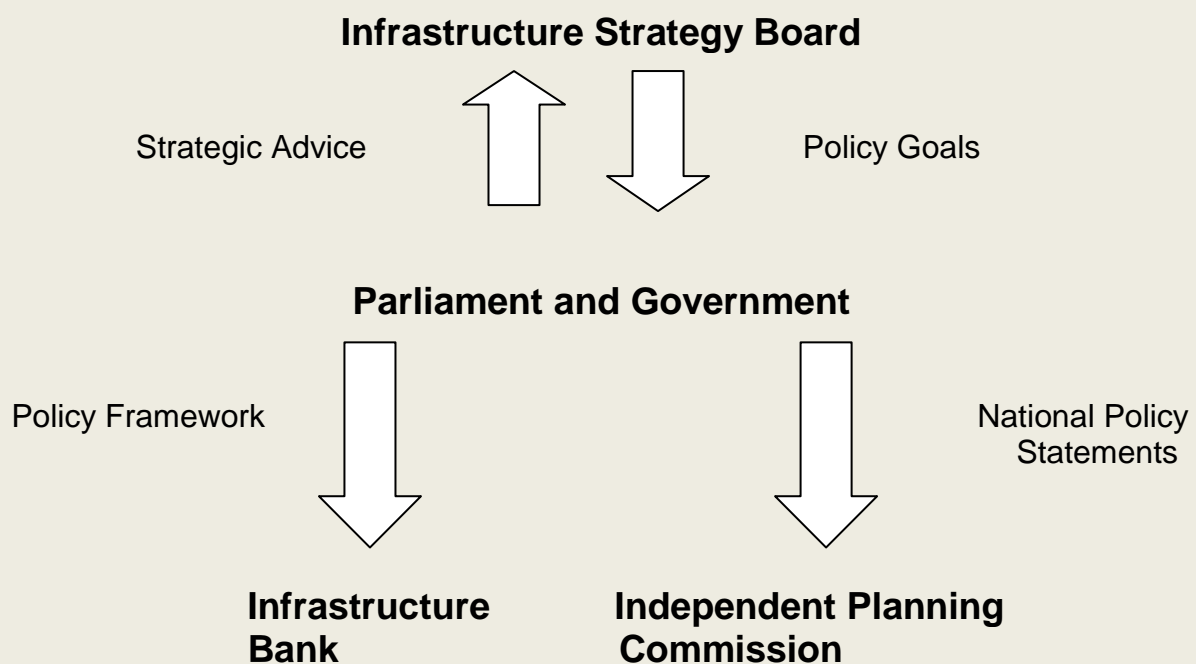 Infrastructure Strategy Board
Strategic Advice
Policy Goals
Parliament and Government
Policy Framework
National Policy
Statements
Infrastructure
Bank
Independent Planning
Commission